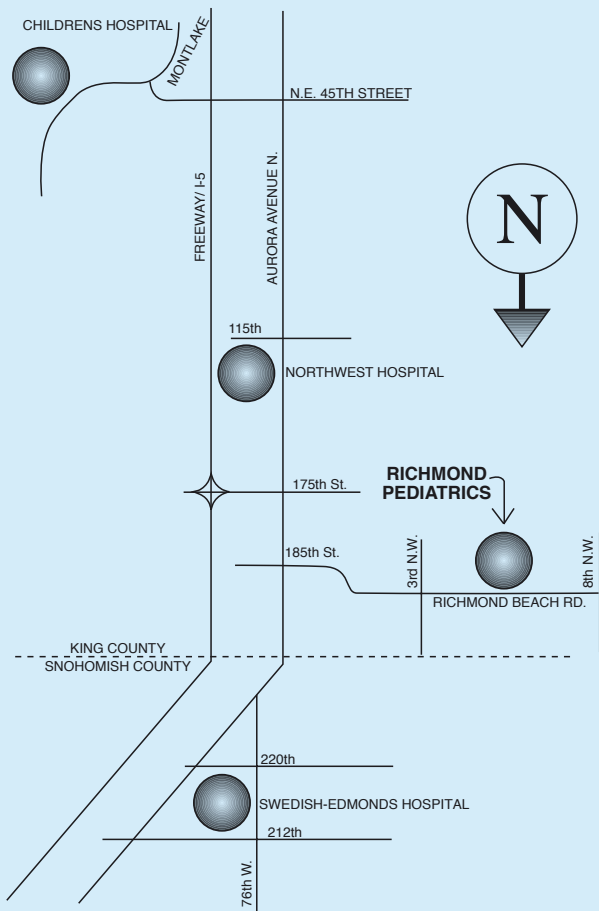 CHILDRENS HOSPITAL
MONTLAKE
N.E. 45TH STREET
FREEWAY/ I-5
AURORA AVENUE N.
N
115th
NORTHWEST HOSPITAL
RICHMOND
PEDIATRICS
175th St.
185th St.
3rd N.W.
8th N.W.
RICHMOND BEACH RD.
KING COUNTY
SNOHOMISH COUNTY
220th
SWEDISH-EDMONDS HOSPITAL
212th
76th W.